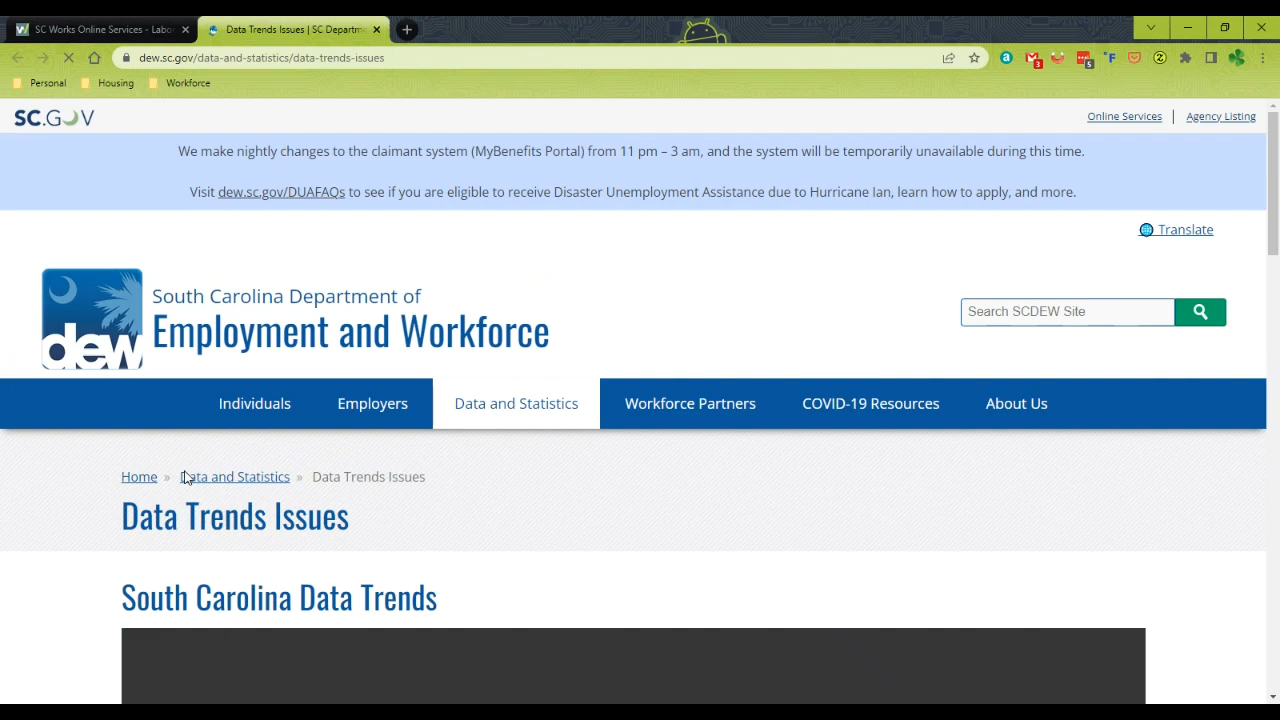 SC Works Online Services - Labo
Data Trends Issues | SC Departm
dew.sc.gov/data-and-statistics/data-trends-issues
3
5
F
Personal
Housing
Workforce
SC.GOV
Online Services | Agency Listing
We make nightly changes to the claimant system (MyBenefits Portal) from 11 pm – 3 am, and the system will be temporarily unavailable during this time.
Visit dew.sc.gov/DUAFAQs to see if you are eligible to receive Disaster Unemployment Assistance due to Hurricane Ian, learn how to apply, and more.
Translate
dew
South Carolina Department of
Employment and Workforce
Search SCDEW Site
Individuals
Employers
Data and Statistics
Workforce Partners
COVID-19 Resources
About Us
Home » Data and Statistics » Data Trends Issues
Data Trends Issues
South Carolina Data Trends